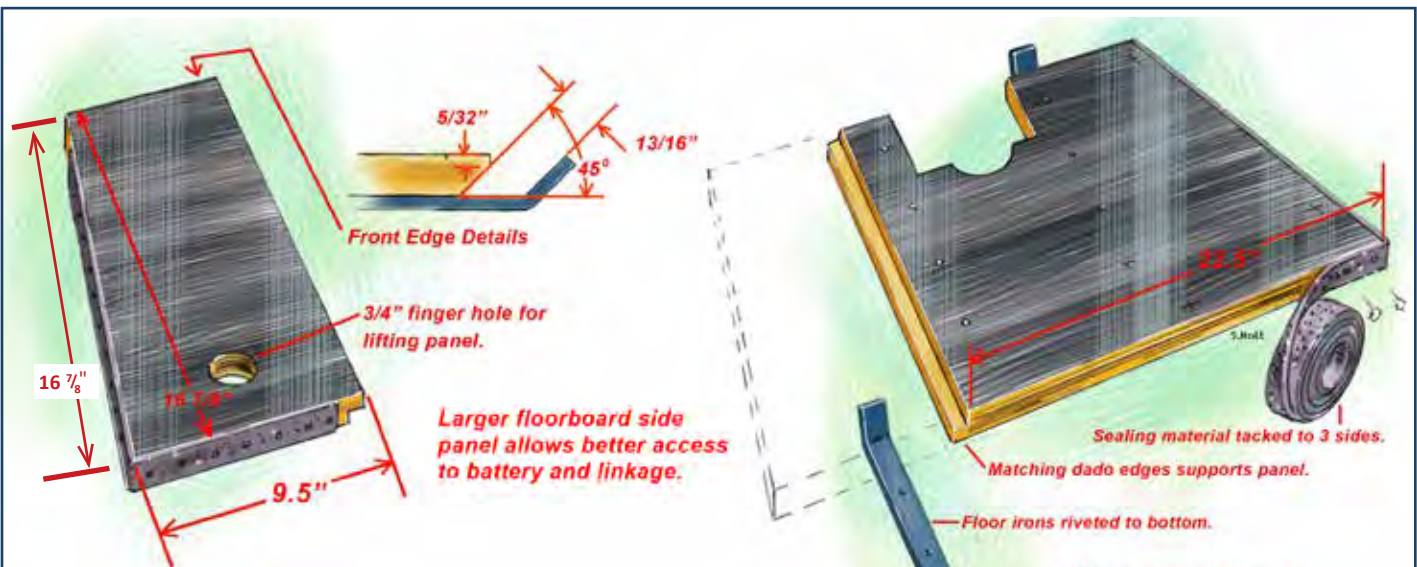 5/32"
13/16"
45°
Front Edge Details
3/4" finger hole for
lifting panel.
16 ⅞"
16 7/8"
9.5"
Larger floorboard side
panel allows better access
to battery and linkage.
22.5"
Sealing material tacked to 3 sides.
Matching dado edges supports panel.
Floor irons riveted to bottom.